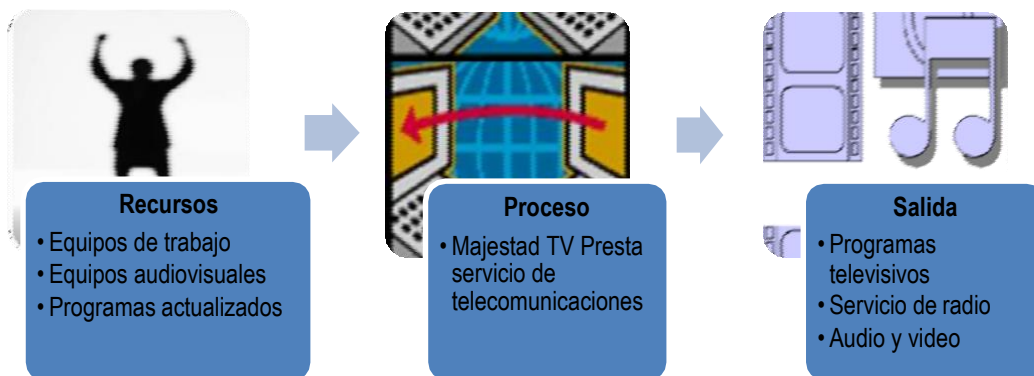 Recursos
• Equipos de trabajo
• Equipos audiovisuales
• Programas actualizados
Proceso
• Majestad TV Presta
servicio de
telecomunicaciones
Salida
• Programas
televisivos
• Servicio de radio
• Audio y video